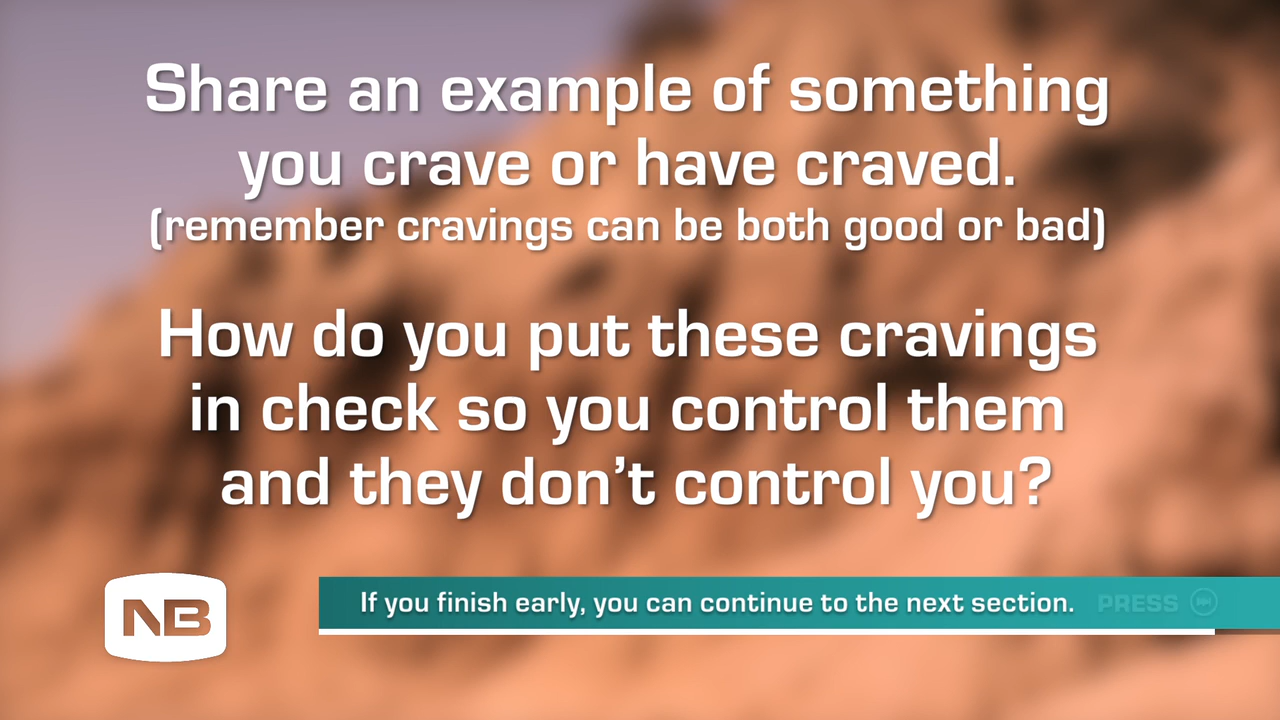 Share an example of something
you crave or have craved.
(remember cravings can be both good or bad)
How do you put these cravings
in check so you control them
and they don’t control you?
NB
If you finish early, you can continue to the next section. PRESS